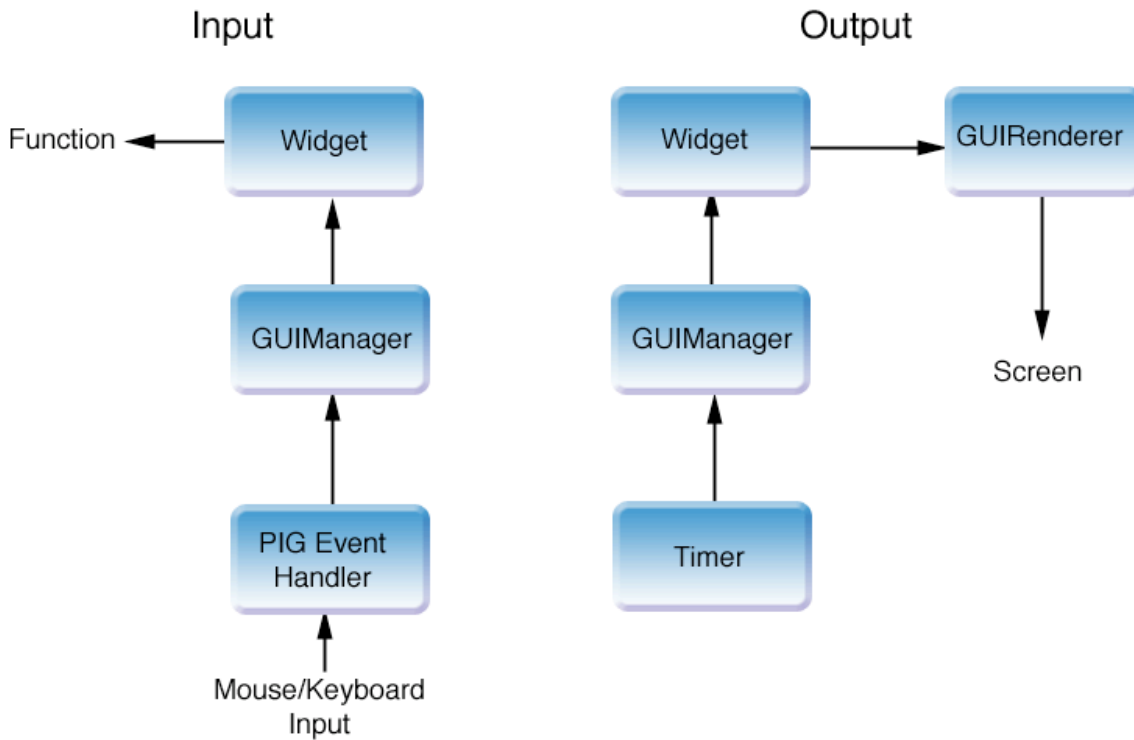 Input
Output
Function
Widget
Widget
GUIRenderer
GUIManager
GUIManager
Screen
PIG Event
Handler
Timer
Mouse/Keyboard
Input